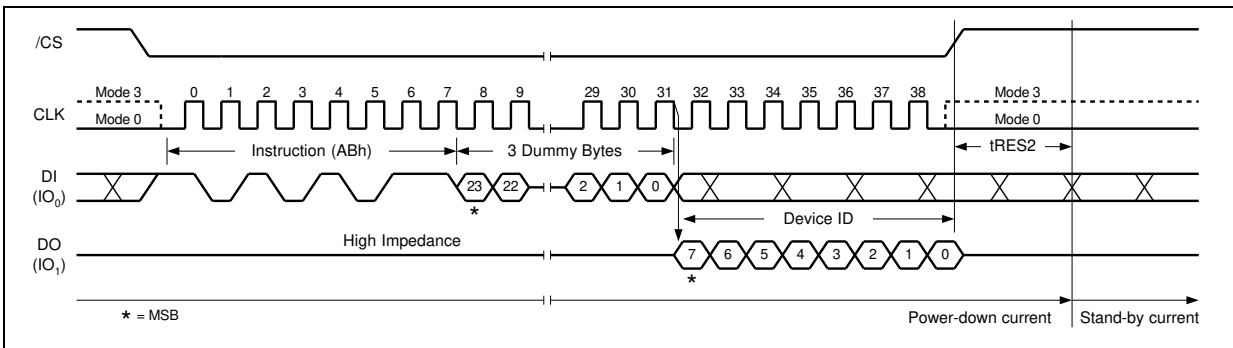 /CS
Mode 3 0 1 2 3 4 5 6 7 8 9 29 30 31 32 33 34 35 36 37 38 Mode 3
CLK
Mode 0 Mode 0
Instruction (ABh) 3 Dummy Bytes tRES2
DI
(IO0) 23 22 2 1 0
*
Device ID
High Impedance
DO
(IO1) 7 6 5 4 3 2 1 0
*
* = MSB Power-down current Stand-by current